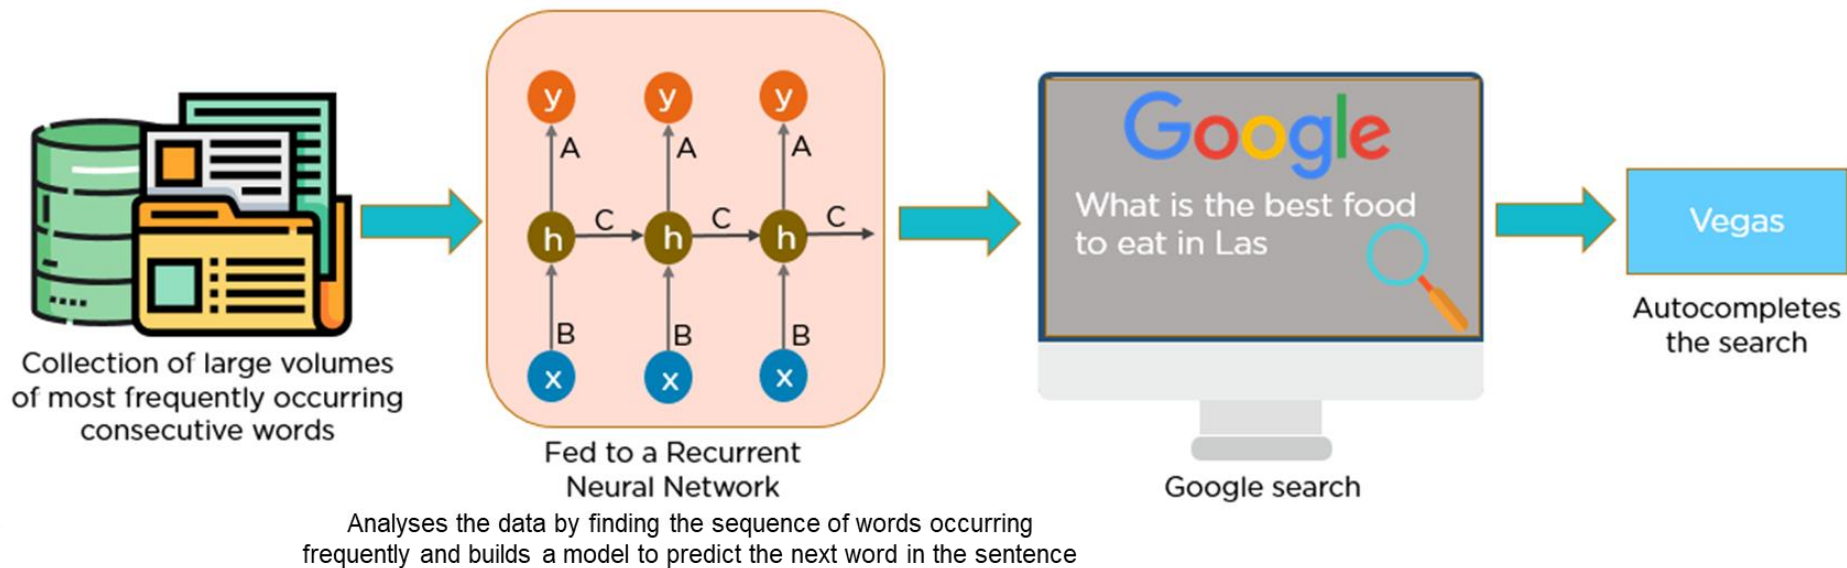 Collection of large volumes
of most frequently occurring
consecutive words
y y y
A A A
h C h C h C
B B B
x x x
Fed to a Recurrent
Neural Network
Analyses the data by finding the sequence of words occurring
frequently and builds a model to predict the next word in the sentence
Google
What is the best food
to eat in Las
Google search
Vegas
Autocompletes
the search